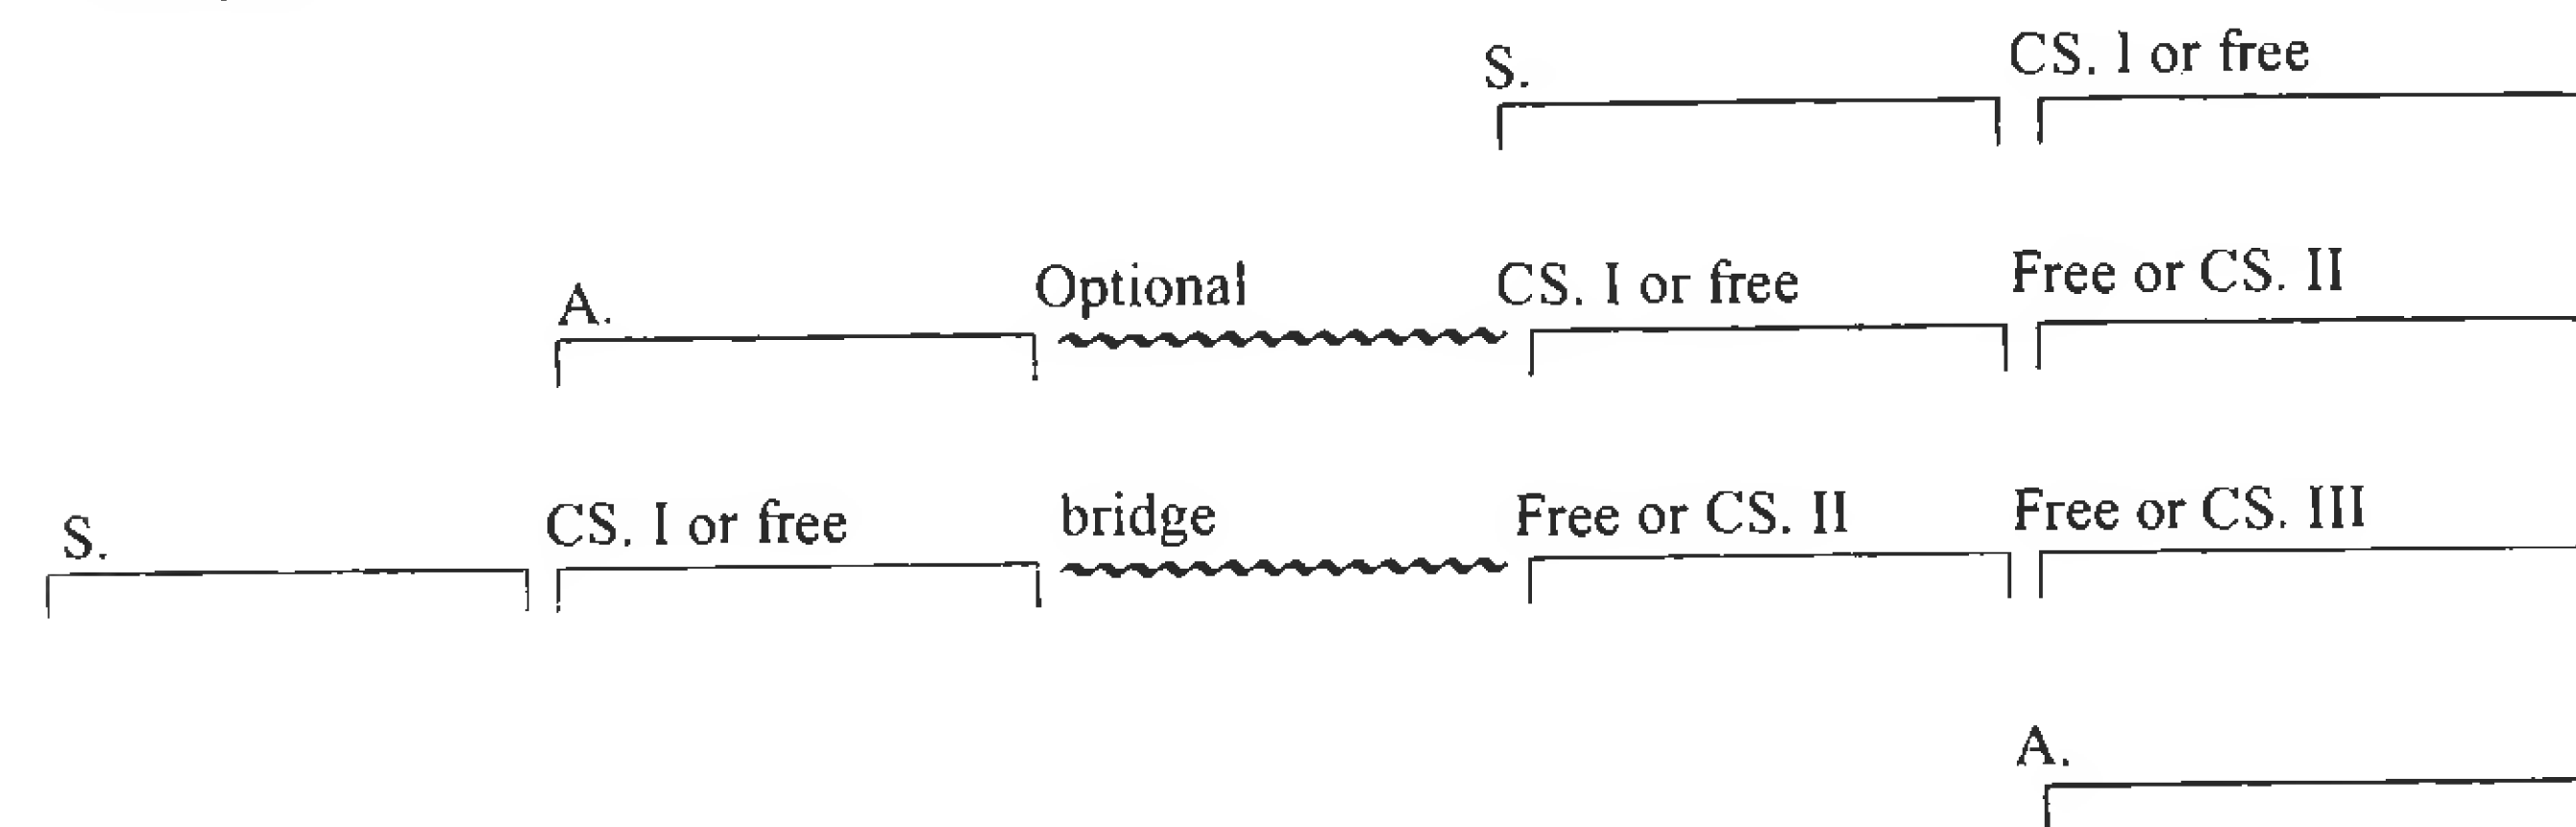 S. CS. I or free
A. Optional CS. I or free Free or CS. II
S. CS. I or free bridge Free or CS. II Free or CS. III
A.